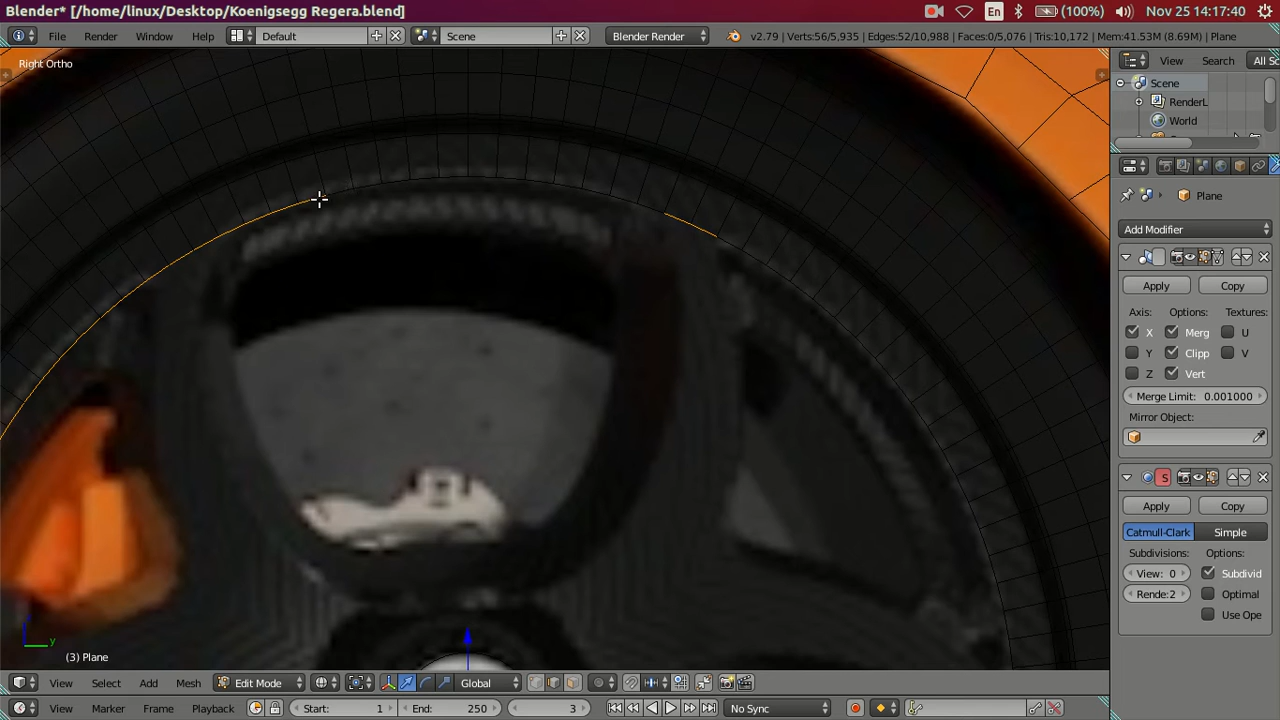 Blender* [/home/linux/Desktop/Koenigsegg Regera.blend]
En
(100%)
Nov 25 14:17:40
File Render Window Help Default Scene Blender Render v2.79 | Verts:56/5,935 | Edges:52/10,988 | Faces:0/5,076 | Tris:10,172 | Mem:41.53M (8.69M) | Plane
Right Ortho
View Search All Sc
Scene
RenderL
World
Plane
Add Modifier
Apply Copy
Axis: Options: Textures:
X Merg U
Y Clipp V
Z Vert
Merge Limit: 0.001000
Mirror Object:
S
Apply Copy
Catmull-Clark Simple
Subdivisions: Options:
View: 0 Subdivid
Rende:2 Optimal
Use Ope
z
y
(3) Plane
View Select Add Mesh Edit Mode Global
View Marker Frame Playback Start: 1 End: 250 3 No Sync